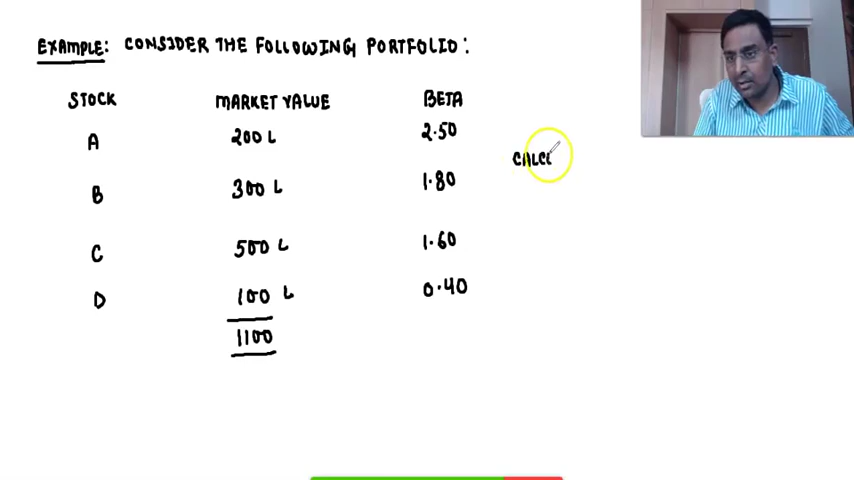 EXAMPLE: CONSIDER THE FOLLOWING PORTFOLIO:
STOCK MARKET VALUE BETA
A 200 L 2.50
B 300 L 1.80
C 500 L 1.60
D 100 L 0.40
1100
CALC